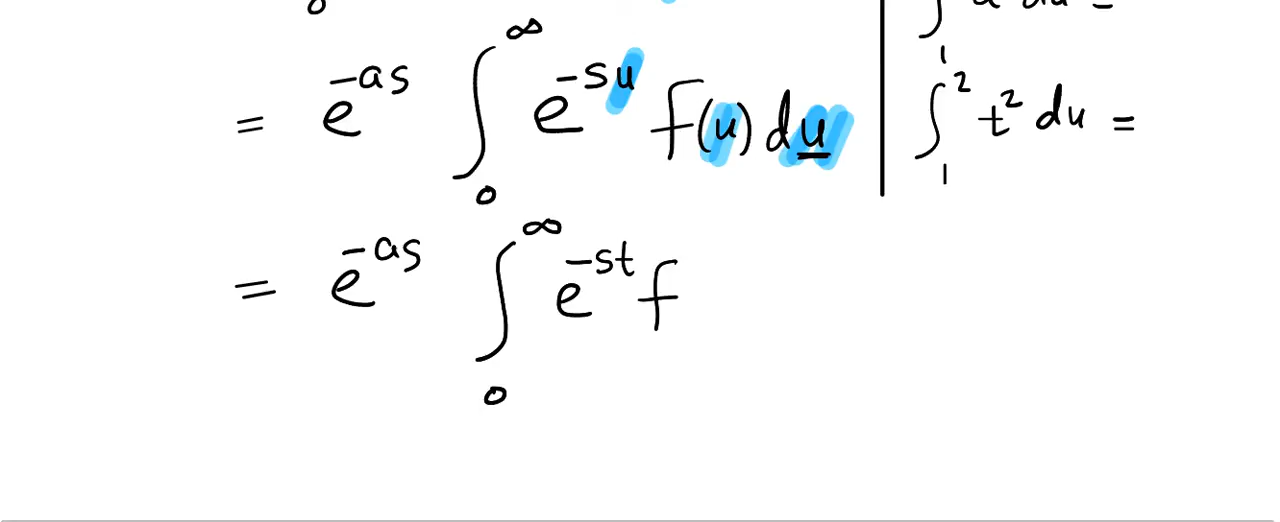 = e^{-as} ∫_0^∞ e^{-su} f(u) du
= e^{-as} ∫_0^∞ e^{-st} f
∫_1^2 t^2 du =